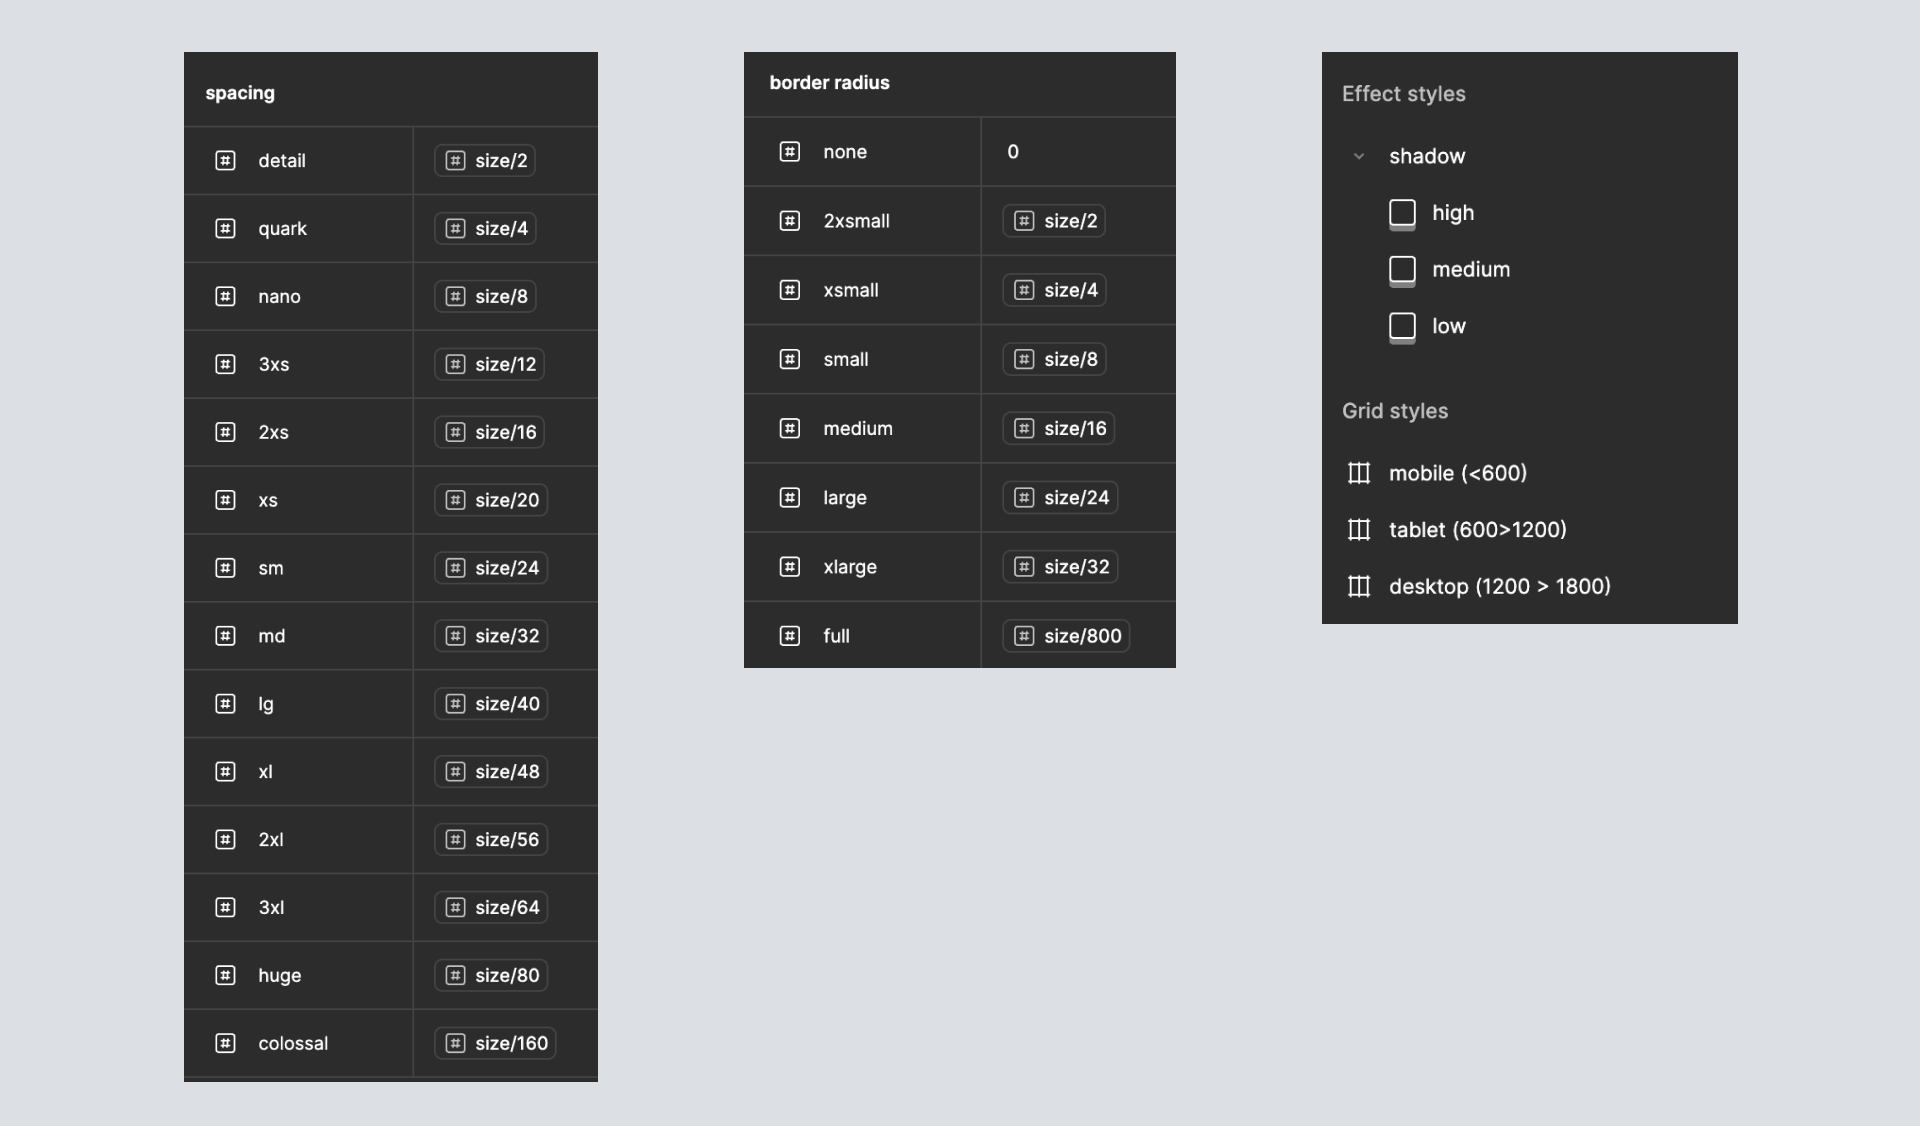 spacing
detail size/2
quark size/4
nano size/8
3xs size/12
2xs size/16
xs size/20
sm size/24
md size/32
lg size/40
xl size/48
2xl size/56
3xl size/64
huge size/80
colossal size/160
border radius
none 0
2xsmall size/2
xsmall size/4
small size/8
medium size/16
large size/24
xlarge size/32
full size/800
Effect styles
shadow
high
medium
low
Grid styles
mobile (<600)
tablet (600>1200)
desktop (1200 > 1800)